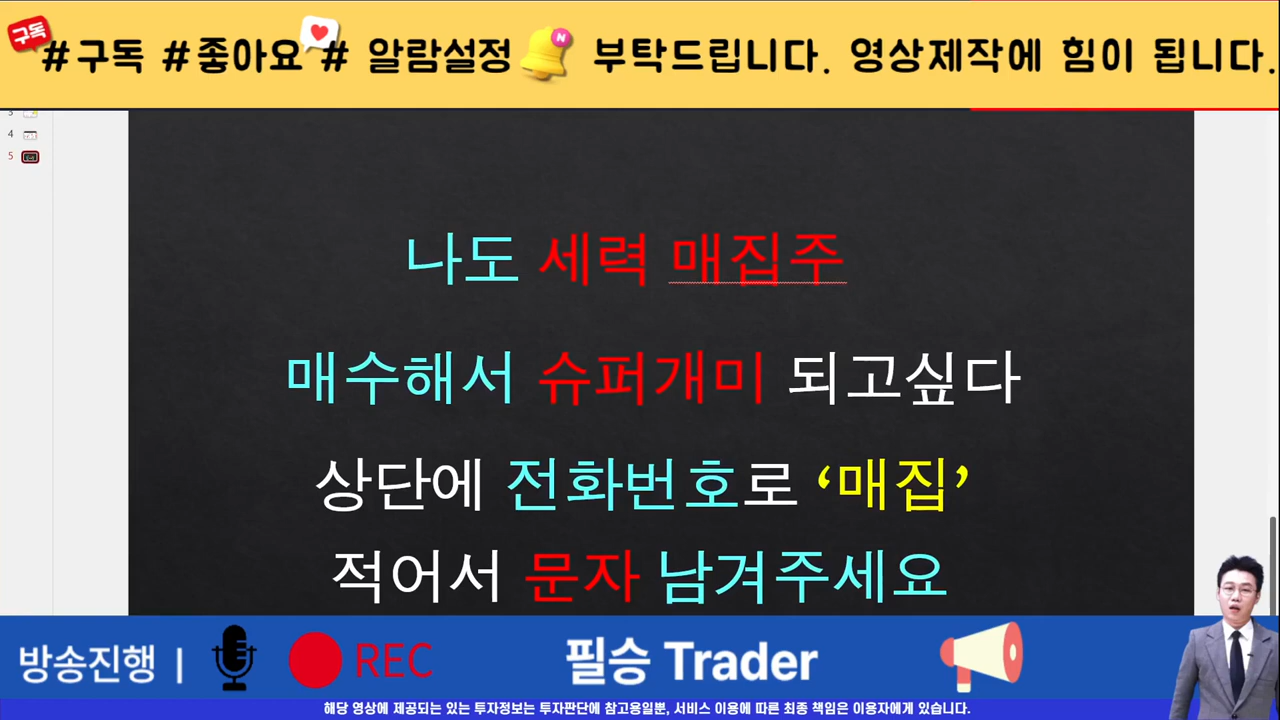 구독
#구독 #좋아요 # 알람설정 N 부탁드립니다. 영상제작에 힘이 됩니다.
4
5
나도 세력 매집주
매수해서 슈퍼개미 되고싶다
상단에 전화번호로 ‘매집’
적어서 문자 남겨주세요
방송진행 | REC 필승 Trader
해당 영상에 제공되는 있는 투자정보는 투자판단에 참고용일뿐, 서비스 이용에 따른 최종 책임은 이용자에게 있습니다.